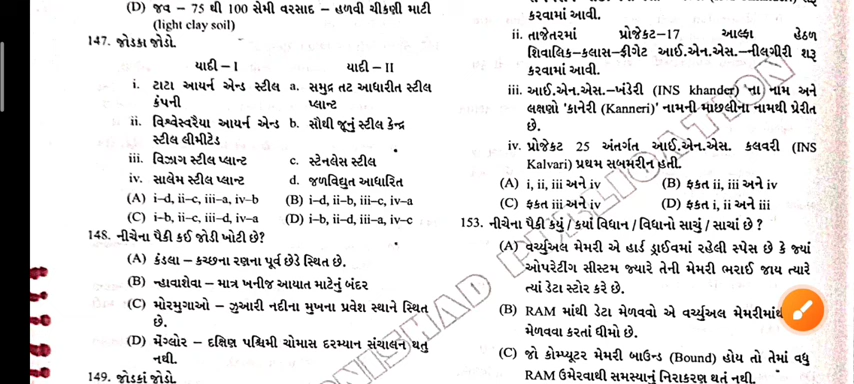 (D) જવ – 75 થી 100 સેમી વરસાદ – હળવી ચીકણી માટી
(light clay soil)
147. જોડકા જોડો.
યાદી – I યાદી – II
i. ટાટા આયર્ન એન્ડ સ્ટીલ કંપની a. સમુદ્ર તટ આધારીત સ્ટીલ પ્લાન્ટ
ii. વિશ્વેસ્વરૈયા આયર્ન એન્ડ સ્ટીલ લીમીટેડ b. સૌથી જૂનું સ્ટીલ કેન્દ્ર
iii. વિઝાગ સ્ટીલ પ્લાન્ટ c. સ્ટેનલેસ સ્ટીલ
iv. સાલેમ સ્ટીલ પ્લાન્ટ d. જળવિદ્યુત આધારિત
(A) i–d, ii–c, iii–a, iv–b (B) i–d, ii–b, iii–c, iv–a
(C) i-b, ii-c, iii-d, iv-a (D) i-b, ii-d, iii-a, iv-c
148. નીચેના પૈકી કઈ જોડી ખોટી છે?
(A) કંડલા – કચ્છના રણના પૂર્વ છેડે સ્થિત છે.
(B) ન્હાવાશેવા – માત્ર ખનીજ આયાત માટેનું બંદર
(C) મોરમુગાઓ – ઝુઆરી નદીના મુખના પ્રવેશ સ્થાને સ્થિત
છે.
(D) મેંગ્લોર – દક્ષિણ પશ્ચિમી ચોમાસ દરમ્યાન સંચાલન થતુ
નથી.
149. જોડકાં જોડો.
કરવામાં આવી.
ii. તાજેતરમાં પ્રોજેકટ–17 આલ્ફા હેઠળ
શિવાલિક–કલાસ–ફ્રીગેટ આઈ.એન.એસ.–નીલગીરી શરૂ
કરવામાં આવી.
iii. આઈ.એન.એસ.–ખંડેરી (INS khander) ના નામ અને
લક્ષણો 'કાનેરી (Kanneri)' નામની માછલીના નામથી પ્રેરીત
છે.
iv. પ્રોજેકટ 25 અંતર્ગત આઈ.એન.એસ. કલવરી (INS
Kalvari) પ્રથમ સબમરીન હતી.
(A) i, ii, iii અને iv (B) ફકત ii, iii અને iv
(C) ફકત iii અને iv (D) ફકત i, ii અને iii
153. નીચેના પૈકી કયું / કયાં વિધાન / વિધાનો સાચું / સાચાં છે ?
(A) વર્ચ્યુઅલ મેમરી એ હાર્ડ ડ્રાઈવમાં રહેલી સ્પેસ છે કે જ્યાં
ઓપરેટીંગ સીસ્ટમ જ્યારે તેની મેમરી ભરાઈ જાય ત્યારે
ત્યાં ડેટા સ્ટોર કરે છે.
(B) RAM માંથી ડેટા મેળવવો એ વર્ચ્યુઅલ મેમરીમાંથી
મેળવવા કરતાં ધીમો છે.
(C) જો કોમ્પ્યૂટર મેમરી બાઉન્ડ (Bound) હોય તો તેમાં વધુ
RAM ઉમેરવાથી સમસ્યાનું નિરાકરણ થતું નથી.